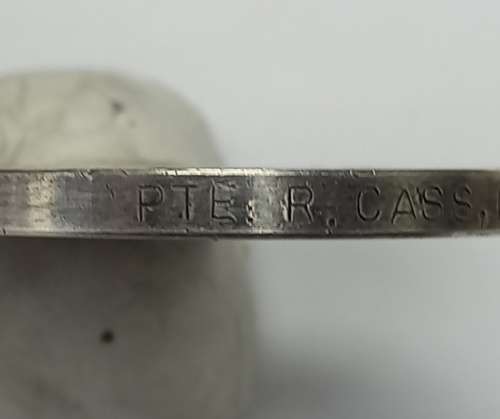 PTE. R. CASS,